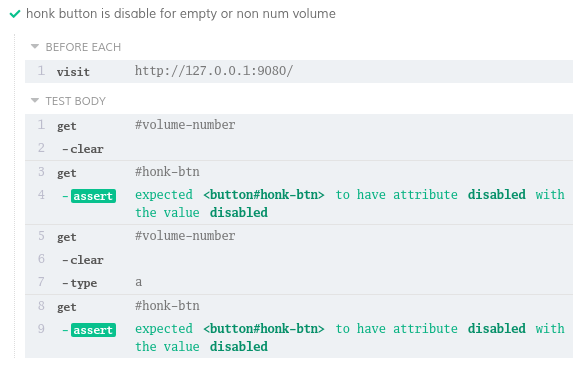 honk button is disable for empty or non num volume
BEFORE EACH
1 visit http://127.0.0.1:9080/
TEST BODY
1 get #volume-number
2 -clear
3 get #honk-btn
4 -assert expected <button#honk-btn> to have attribute disabled with
the value disabled
5 get #volume-number
6 -clear
7 -type a
8 get #honk-btn
9 -assert expected <button#honk-btn> to have attribute disabled with
the value disabled